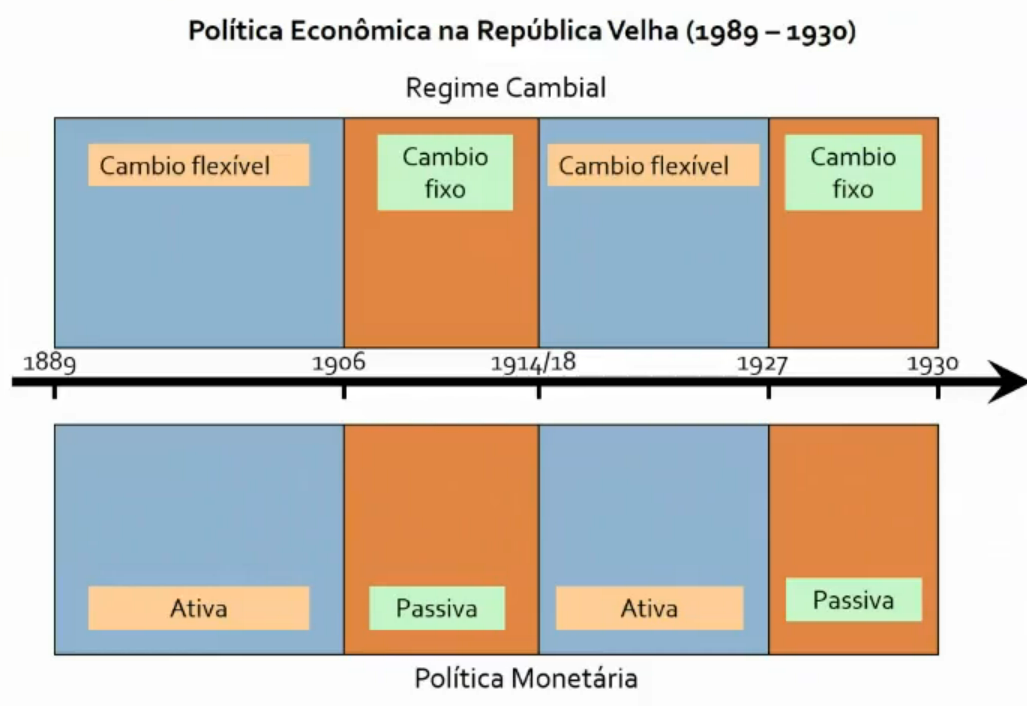 Política Econômica na República Velha (1989 – 1930)
Regime Cambial
Cambio flexível
Cambio
fixo
Cambio flexível
Cambio
fixo
1889 1906 1914/18 1927 1930
Ativa
Passiva
Ativa
Passiva
Política Monetária